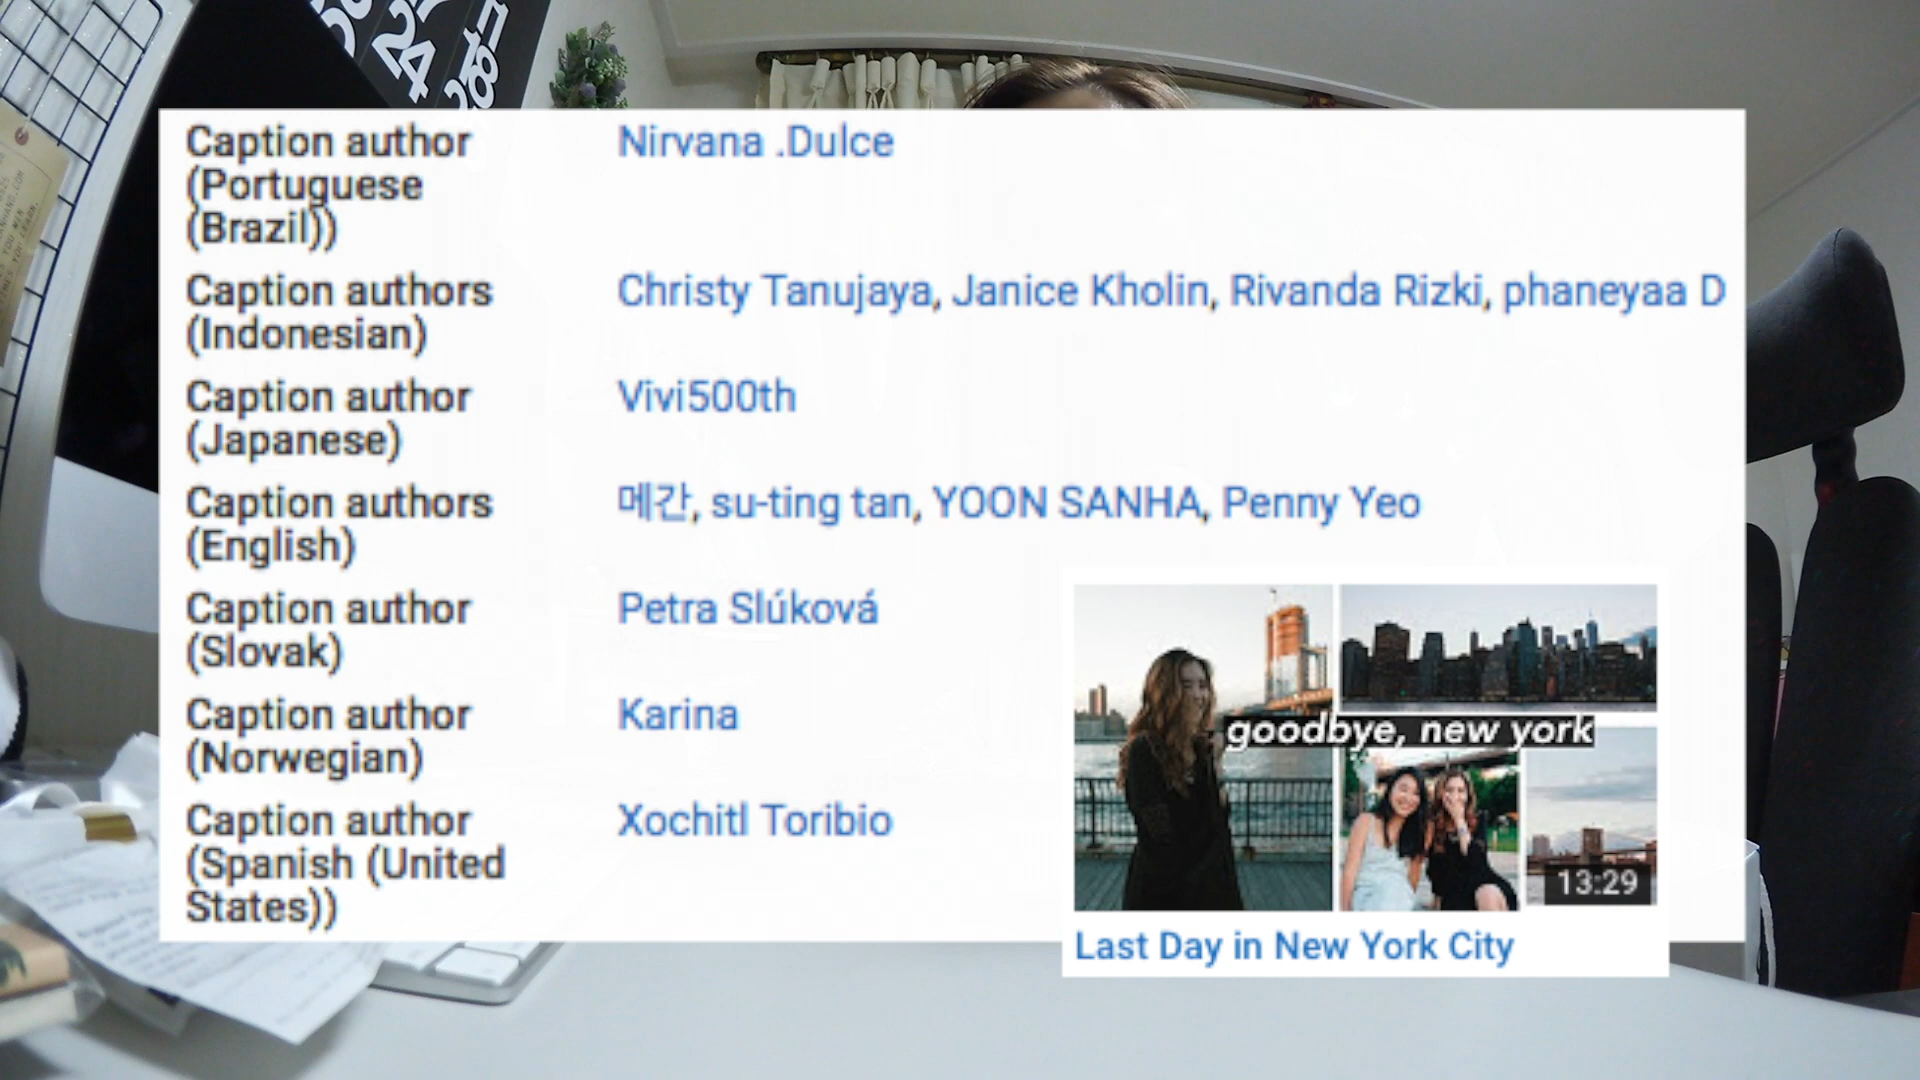 Caption author
(Portuguese
(Brazil))
Nirvana .Dulce
Caption authors
(Indonesian)
Christy Tanujaya, Janice Kholin, Rivanda Rizki, phaneyaa D
Caption author
(Japanese)
Vivi500th
Caption authors
(English)
메간, su-ting tan, YOON SANHA, Penny Yeo
Caption author
(Slovak)
Petra Slúková
Caption author
(Norwegian)
Karina
Caption author
(Spanish (United
States))
Xochitl Toribio
goodbye, new york
13:29
Last Day in New York City
24